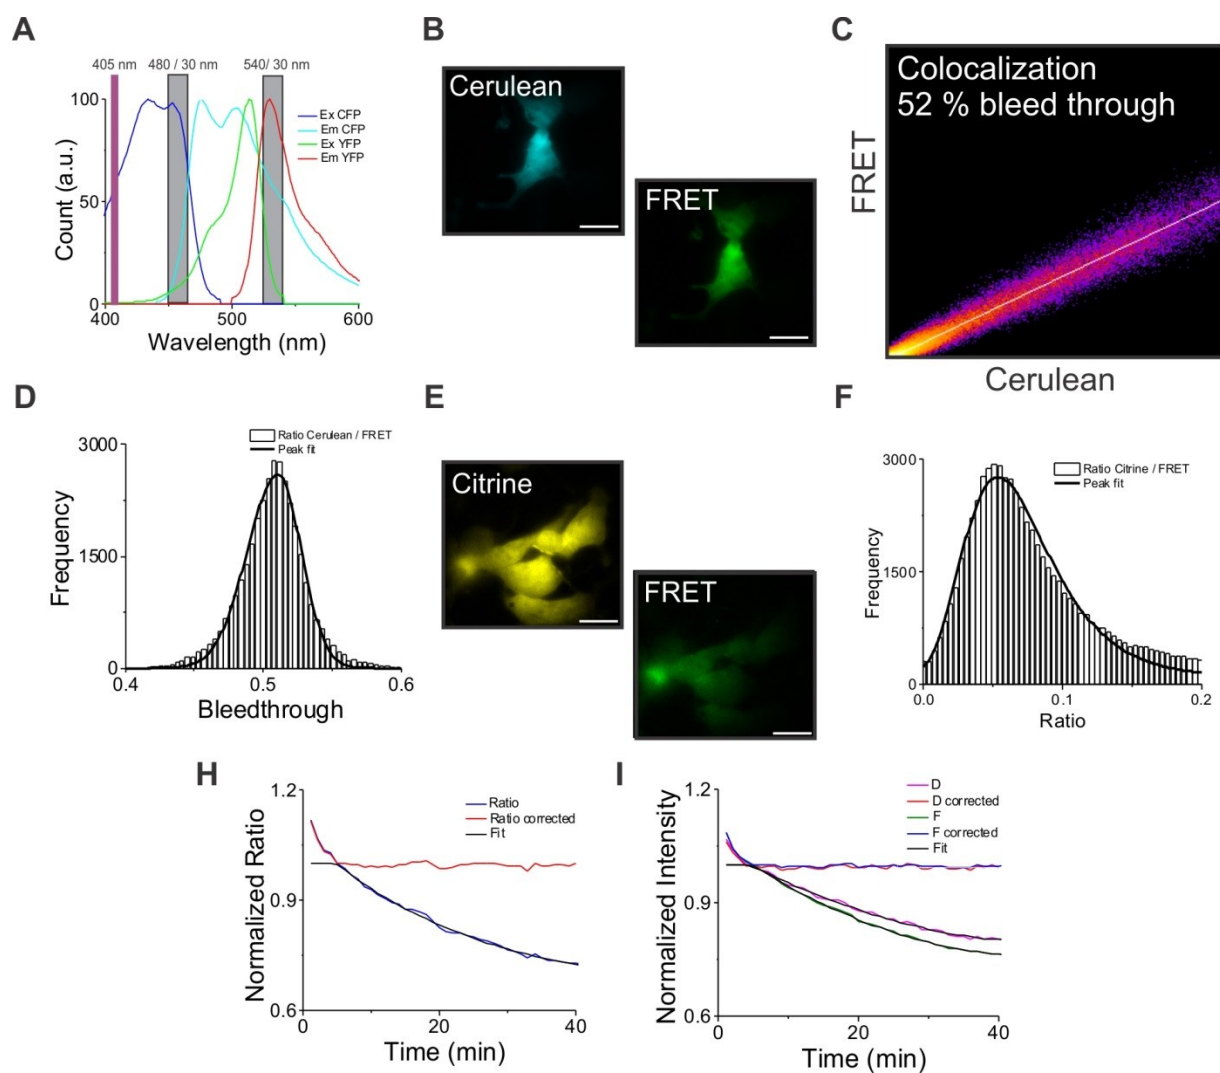 A
405 nm 480 / 30 nm 540/ 30 nm
100
50
0
400 500 600
Count (a.u.)
Wavelength (nm)
Ex CFP
Em CFP
Ex YFP
Em YFP
B
Cerulean
FRET
C
Colocalization
52 % bleed through
FRET
Cerulean
D
Ratio Cerulean / FRET
Peak fit
3000
1500
0
0.4 0.5 0.6
Frequency
Bleedthrough
E
Citrine
FRET
F
Ratio Citrine / FRET
Peak fit
3000
1500
0
0.0 0.1 0.2
Frequency
Ratio
H
1.2
0.9
0.6
0 20 40
Normalized Ratio
Time (min)
Ratio
Ratio corrected
Fit
I
1.2
0.9
0.6
0 20 40
Normalized Intensity
Time (min)
D
D corrected
F
F corrected
Fit